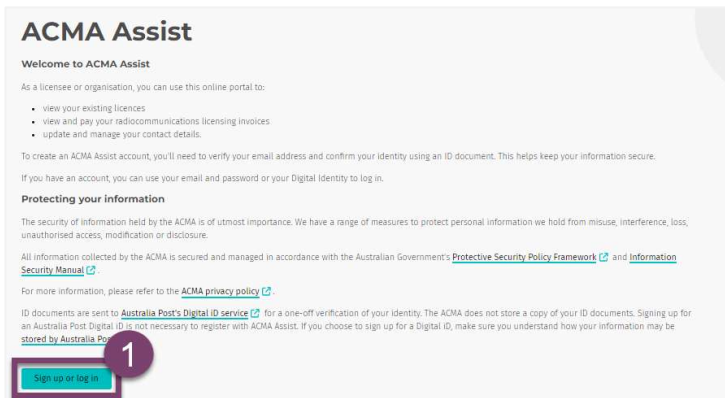 ACMA Assist
Welcome to ACMA Assist
As a licensee or organisation, you can use this online portal to:
• view your existing licences
• view and pay your radiocommunications licensing invoices
• update and manage your contact details.
To create an ACMA Assist account, you'll need to verify your email address and confirm your identity using an ID document. This helps keep your information secure.
If you have an account, you can use your email and password or your Digital Identity to log in.
Protecting your information
The security of information held by the ACMA is of utmost importance. We have a range of measures to protect personal information we hold from misuse, interference, loss,
unauthorised access, modification or disclosure.
All information collected by the ACMA is secured and managed in accordance with the Australian Government's Protective Security Policy Framework and Information
Security Manual .
For more information, please refer to the ACMA privacy policy .
ID documents are sent to Australia Post's Digital iD service for a one-off verification of your identity. The ACMA does not store a copy of your ID documents. Signing up for
an Australia Post Digital iD is not necessary to register with ACMA Assist. If you choose to sign up for a Digital iD, make sure you understand how your information may be
stored by Australia
1
Sign up or log in